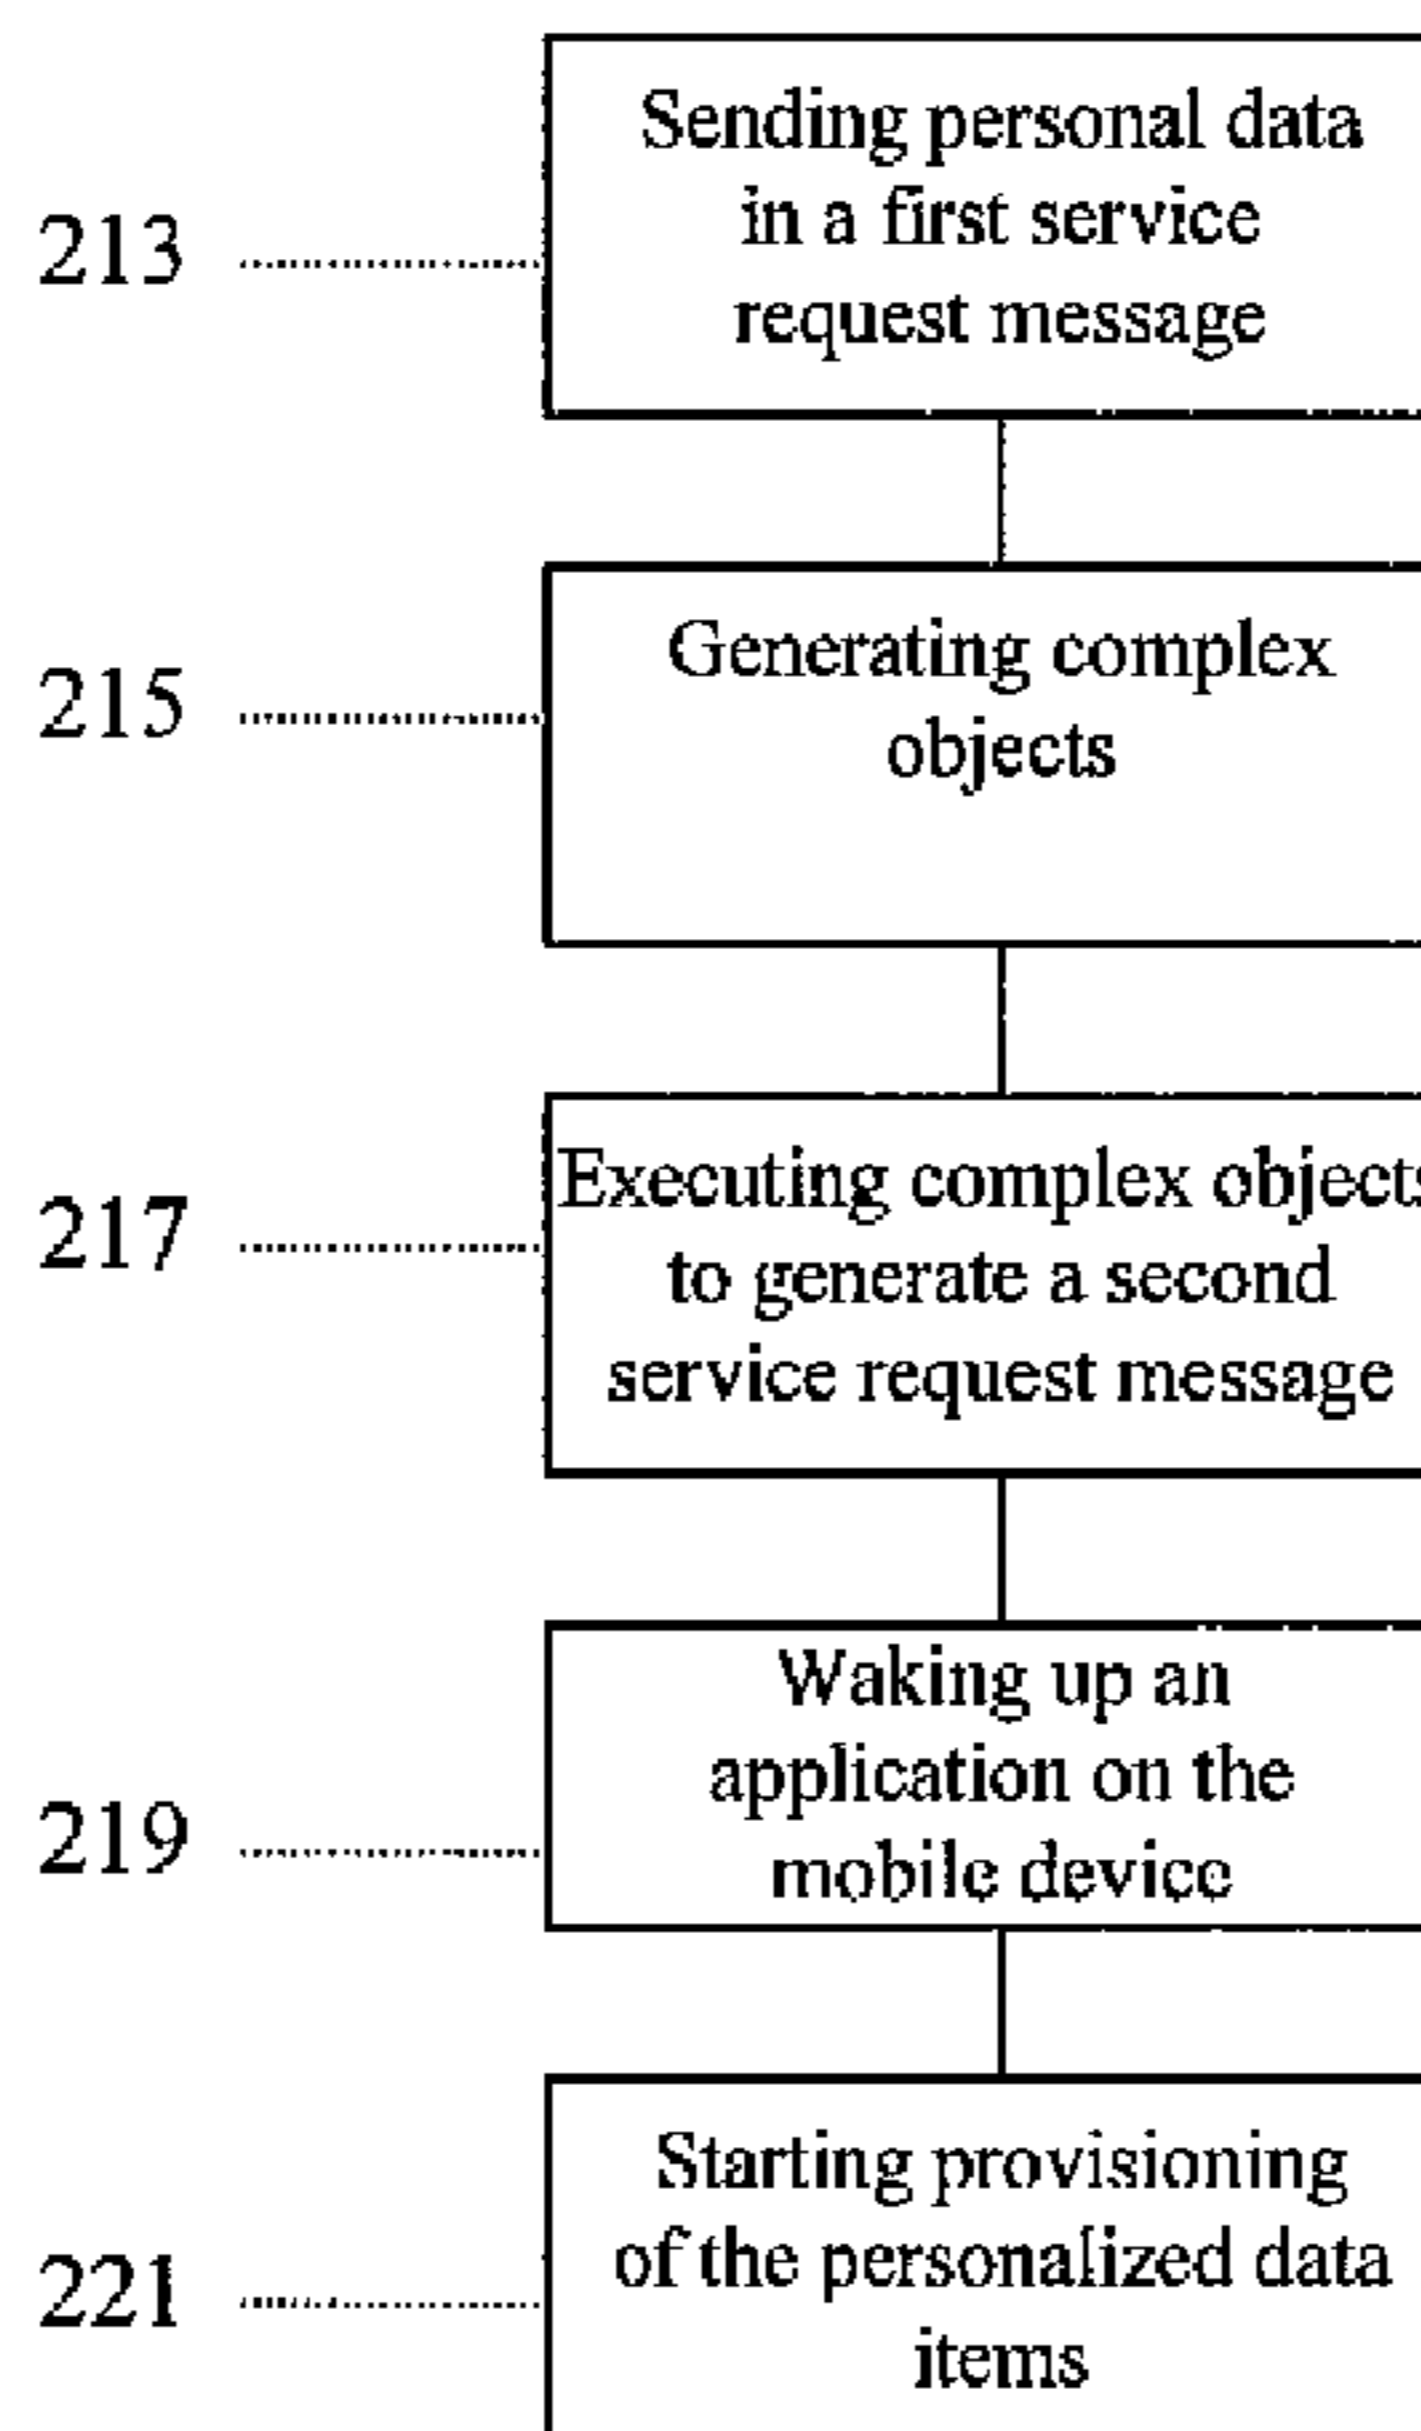 Sending personal data
in a first service
request message
213
Generating complex
objects
215
Executing complex objects
to generate a second
service request message
217
Waking up an
application on the
mobile device
219
Starting provisioning
of the personalized data
items
221